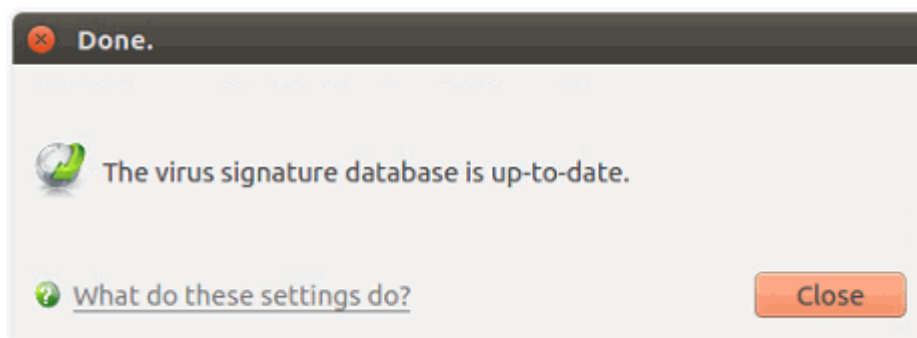 Done.
The virus signature database is up-to-date.
What do these settings do?
Close